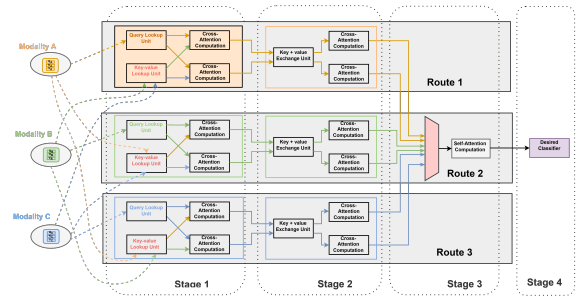 Modality A
Modality B
Modality C
Query Lookup
Unit
Key-value
Lookup Unit
Cross-
Attention
Computation
Cross-
Attention
Computation
Key + value
Exchange Unit
Cross-
Attention
Computation
Cross-
Attention
Computation
Route 1
Query Lookup
Unit
Key-value
Lookup Unit
Cross-
Attention
Computation
Cross-
Attention
Computation
Key + value
Exchange Unit
Cross-
Attention
Computation
Cross-
Attention
Computation
Self-Attention
Computation
Desired
Classifier
Route 2
Query Lookup
Unit
Key-value
Lookup Unit
Cross-
Attention
Computation
Cross-
Attention
Computation
Key + value
Exchange Unit
Cross-
Attention
Computation
Cross-
Attention
Computation
Route 3
Stage 1
Stage 2
Stage 3
Stage 4